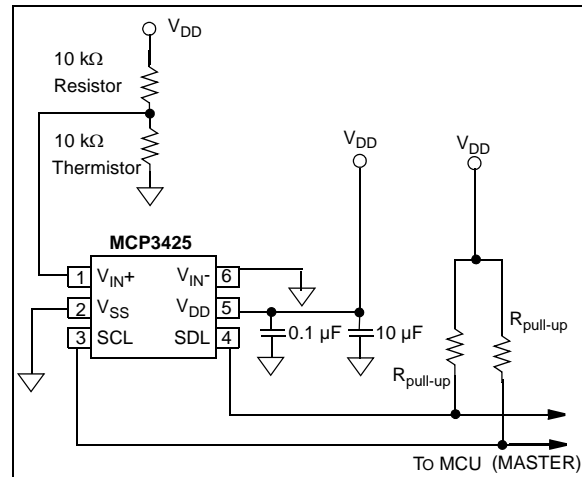 VDD
10 kΩ
Resistor
10 kΩ
Thermistor
VDD
VDD
MCP3425
1 VIN+ VIN- 6
2 VSS VDD 5
3 SCL SDL 4
0.1 µF
10 µF
Rpull-up
Rpull-up
TO MCU (MASTER)